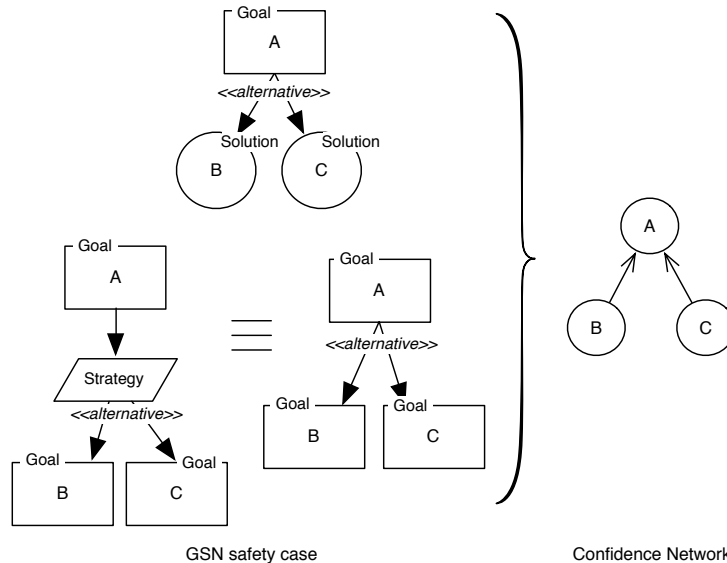 Goal
A
<<alternative>>
Solution
B
Solution
C
Goal
A
Strategy
<<alternative>>
Goal
B
Goal
C
Goal
A
<<alternative>>
Goal
B
Goal
C
A
B
C
GSN safety case
Confidence Network